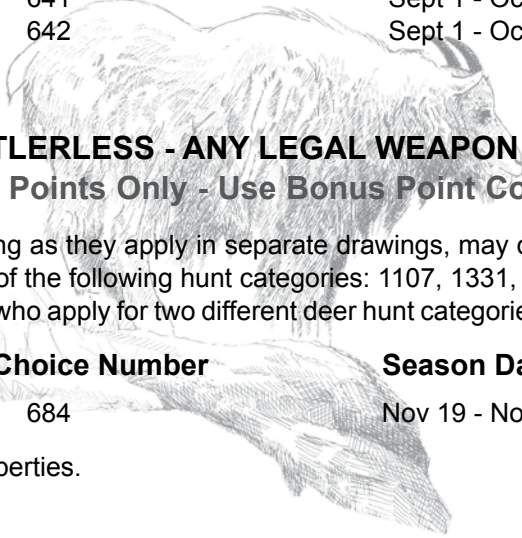 641 Sept 1 - Oc
642 Sept 1 - Oc
TLERLESS - ANY LEGAL WEAPON
Points Only - Use Bonus Point Co
ng as they apply in separate drawings, may
of the following hunt categories: 1107, 1331,
who apply for two different deer hunt categorie
Choice Number Season Da
684 Nov 19 - No
perties.